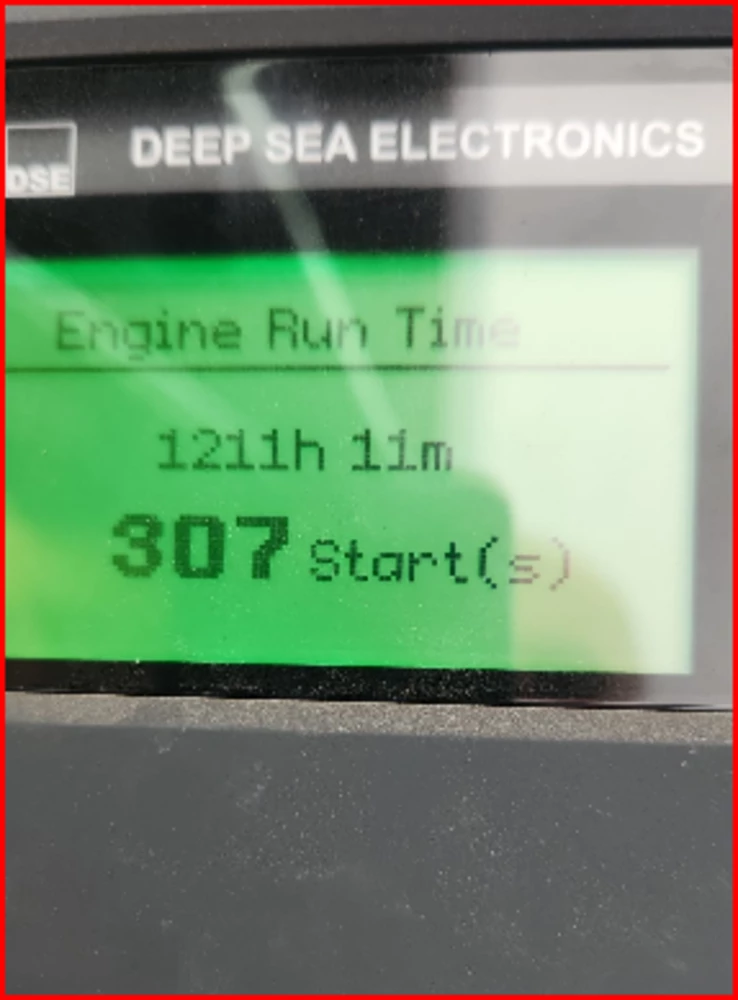 DSE
DEEP SEA ELECTRONICS
Engine Run Time
1211h 11m
307 Start(s)